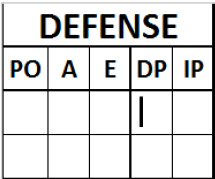 DEFENSE
PO A E DP IP
|